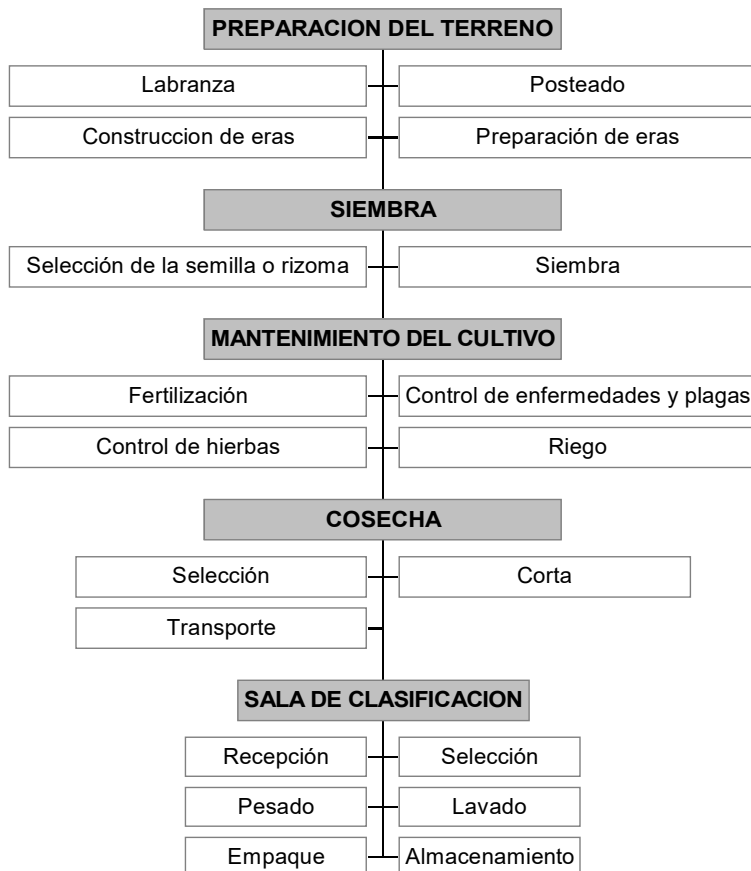 PREPARACION DEL TERRENO
Labranza
Posteado
Construccion de eras
Preparación de eras
SIEMBRA
Selección de la semilla o rizoma
Siembra
MANTENIMIENTO DEL CULTIVO
Fertilización
Control de enfermedades y plagas
Control de hierbas
Riego
COSECHA
Selección
Corta
Transporte
SALA DE CLASIFICACION
Recepción
Selección
Pesado
Lavado
Empaque
Almacenamiento